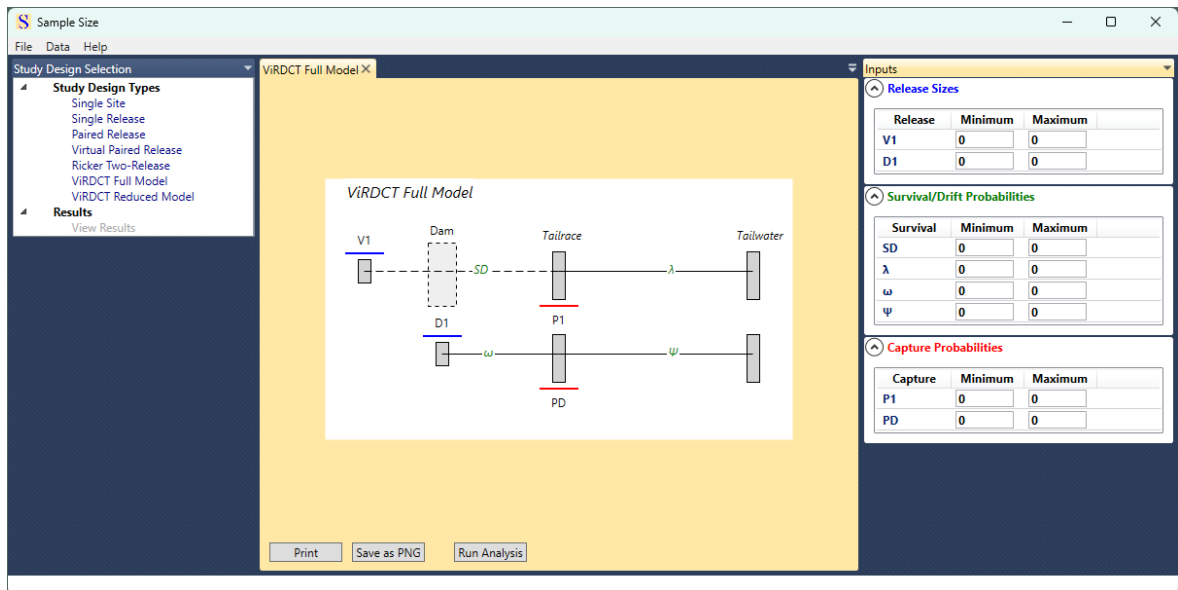 S Sample Size
File Data Help
Study Design Selection
Study Design Types
Single Site
Single Release
Paired Release
Virtual Paired Release
Ricker Two-Release
ViRDCT Full Model
ViRDCT Reduced Model
Results
View Results
ViRDCT Full Model
ViRDCT Full Model
V1 Dam Tailrace Tailwater
SD λ
D1 P1
ω Ψ
PD
Print Save as PNG Run Analysis
Inputs
Release Sizes
Release Minimum Maximum
V1 0 0
D1 0 0
Survival/Drift Probabilities
Survival Minimum Maximum
SD 0 0
λ 0 0
ω 0 0
Ψ 0 0
Capture Probabilities
Capture Minimum Maximum
P1 0 0
PD 0 0